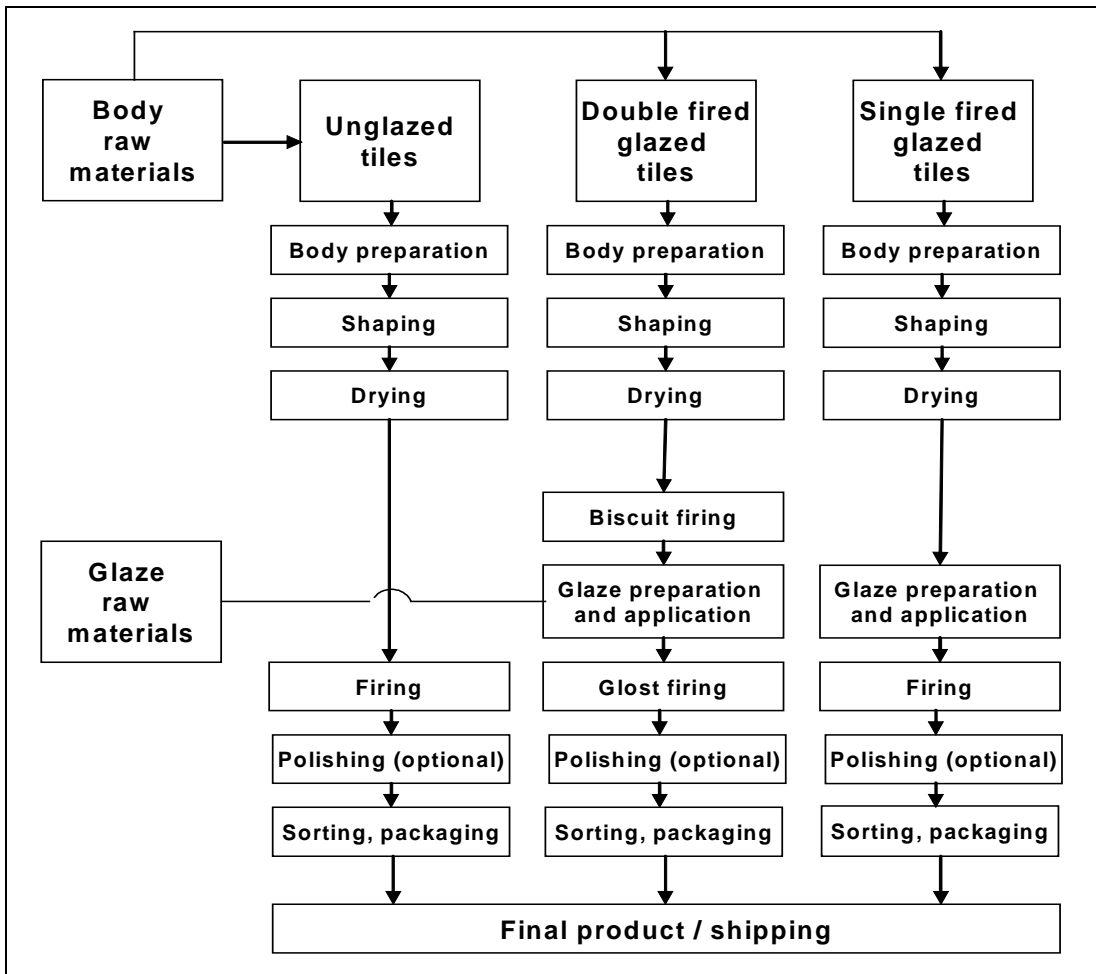 Body
raw
materials
Unglazed
tiles
Double fired
glazed
tiles
Single fired
glazed
tiles
Body preparation
Body preparation
Body preparation
Shaping
Shaping
Shaping
Drying
Drying
Drying
Biscuit firing
Glaze
raw
materials
Glaze preparation
and application
Glaze preparation
and application
Firing
Glost firing
Firing
Polishing (optional)
Polishing (optional)
Polishing (optional)
Sorting, packaging
Sorting, packaging
Sorting, packaging
Final product / shipping